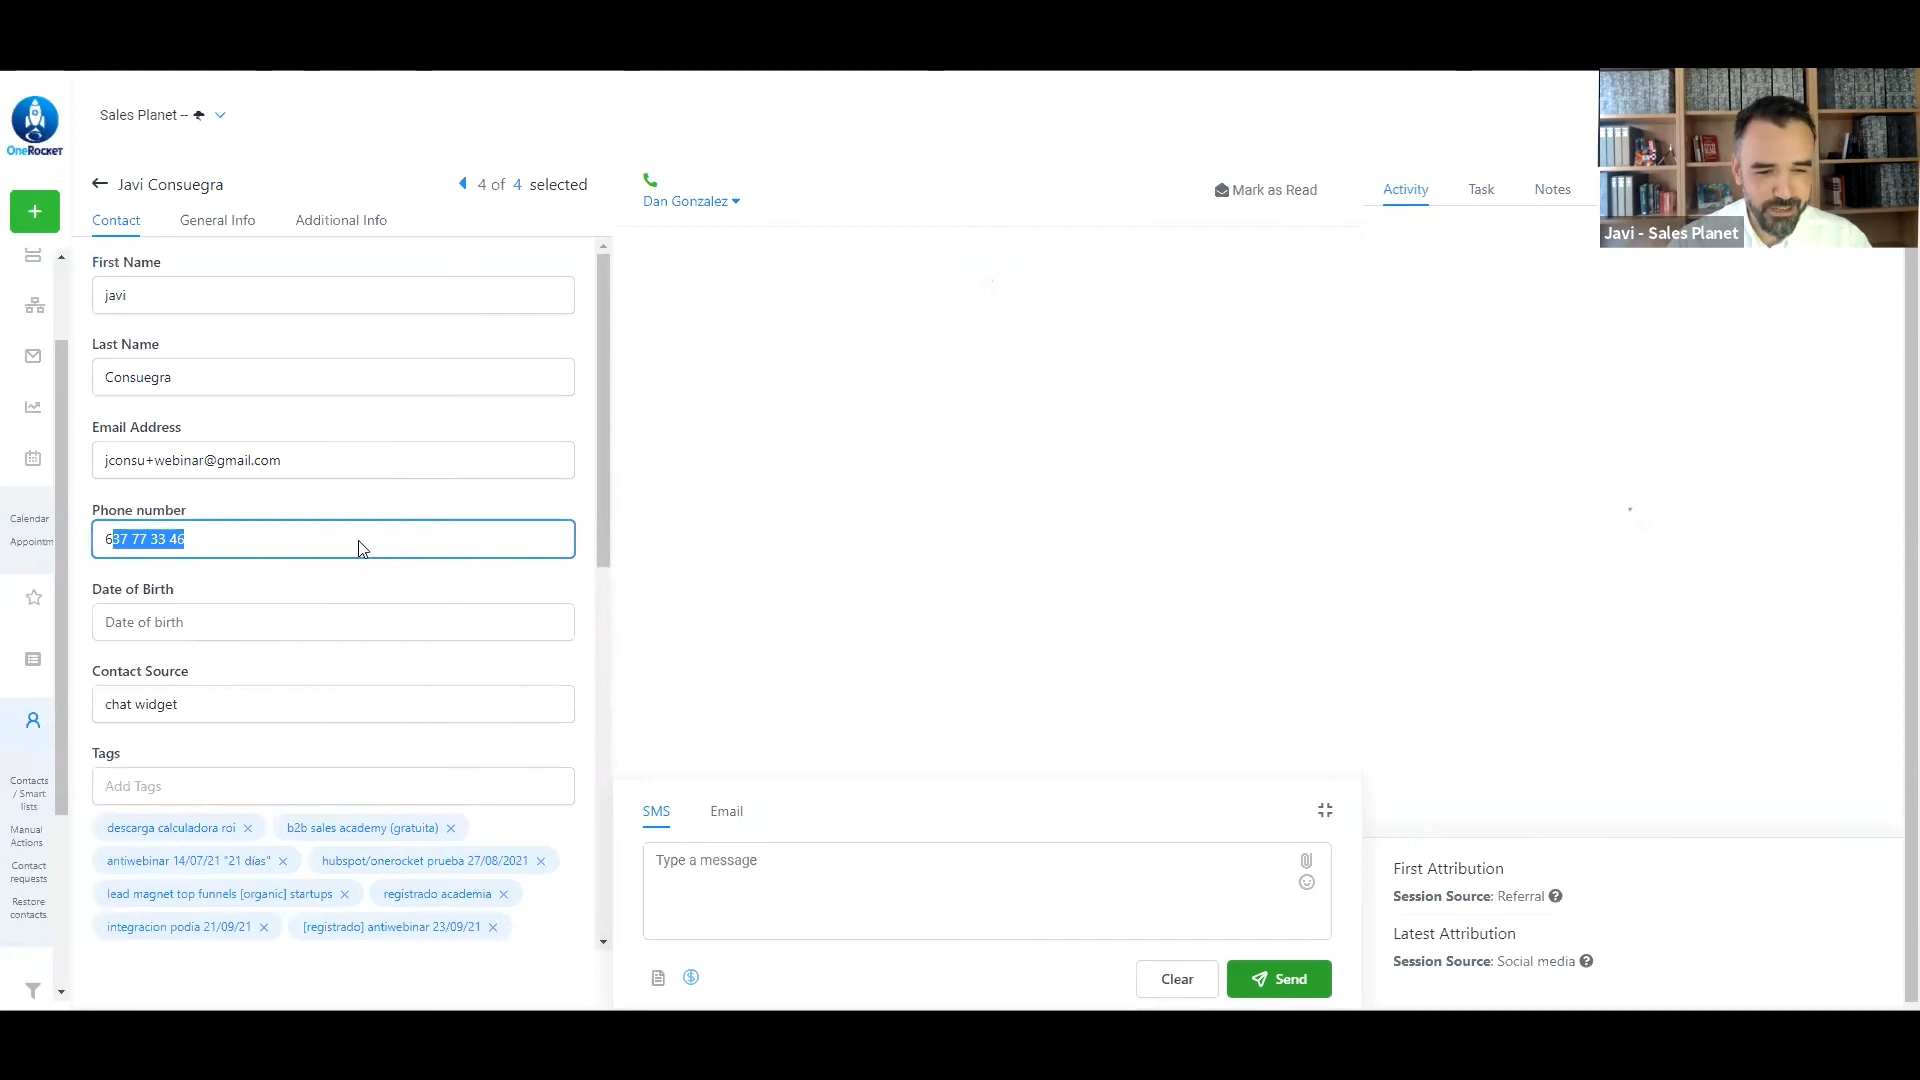 Sales Planet --
OneRocket
Javi Consuegra
4 of 4 selected
Contact
General Info
Additional Info
First Name
javi
Last Name
Consuegra
Email Address
jconsu+webinar@gmail.com
Phone number
637 77 33 46
Date of Birth
Date of birth
Contact Source
chat widget
Tags
Add Tags
descarga calculadora roi
b2b sales academy (gratuita)
antiwebinar 14/07/21 "21 días"
hubspot/onerocket prueba 27/08/2021
lead magnet top funnels [organic] startups
registrado academia
integracion podia 21/09/21
[registrado] antiwebinar 23/09/21
Calendar
Appointm
Contacts
/ Smart
lists
Manual
Actions
Contact
requests
Restore
contacts
Dan Gonzalez
Mark as Read
SMS
Email
Type a message
Clear
Send
Activity
Task
Notes
Javi - Sales Planet
First Attribution
Session Source: Referral
Latest Attribution
Session Source: Social media